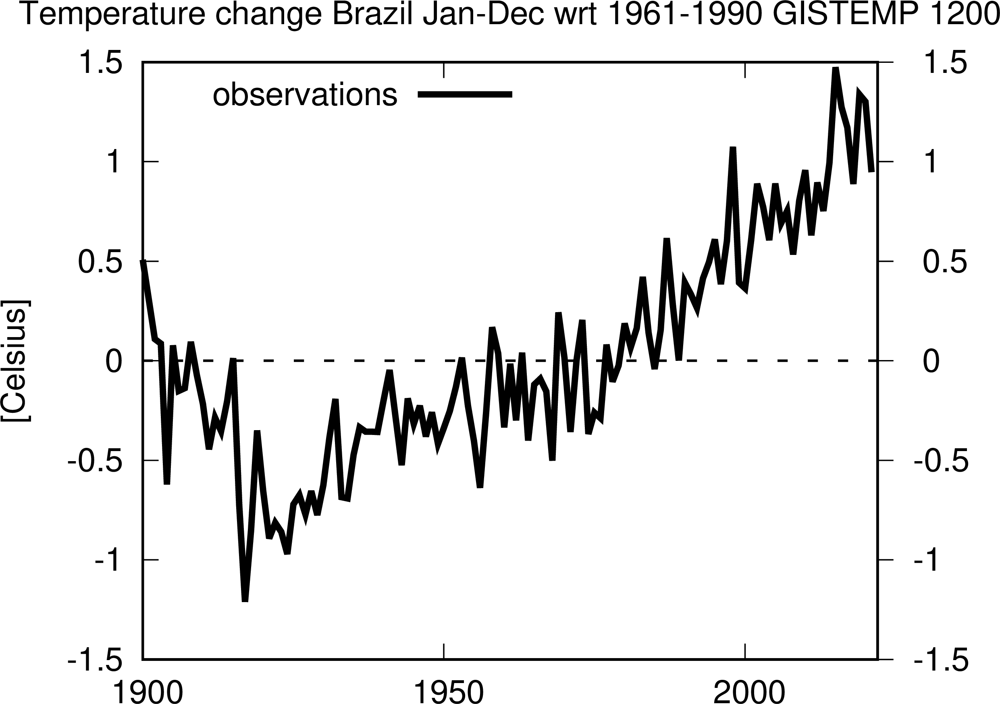 Temperature change Brazil Jan-Dec wrt 1961-1990 GISTEMP 1200
1.5 1.5
observations
1 1
0.5 0.5
[Celsius]
0 0
-0.5 -0.5
-1 -1
-1.5 -1.5
1900 1950 2000